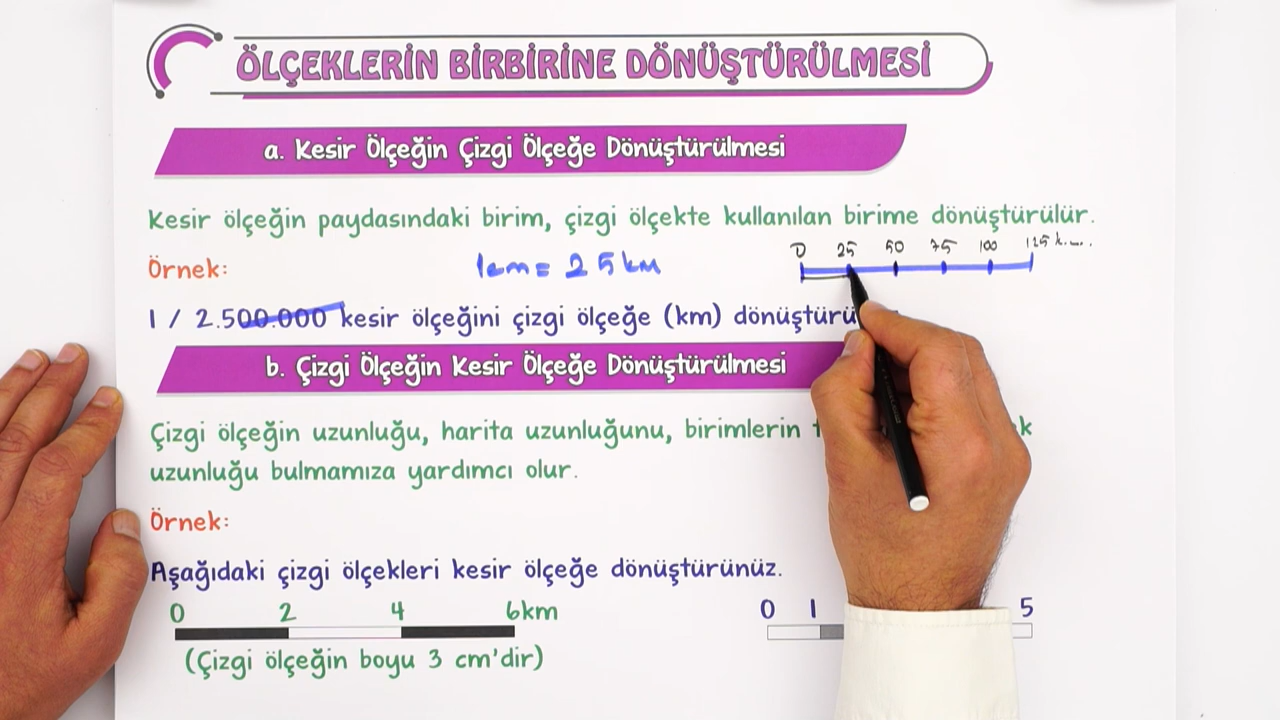 ÖLÇEKLERİN BİRBİRİNE DÖNÜŞTÜRÜLMESİ
a. Kesir Ölçeğin Çizgi Ölçeğe Dönüştürülmesi
Kesir ölçeğin paydasındaki birim, çizgi ölçekte kullanılan birime dönüştürülür.
0 25 50 75 100 125
Örnek: 1cm = 25km
1 / 2.500.000 kesir ölçeğini çizgi ölçeğe (km)
b. Çizgi Ölçeğin Kesir Ölçeğe Dönüştürülmesi
Çizgi ölçeğin uzunluğu, harita uzunluğunu, birimlerin
uzunluğu bulmamıza yardımcı olur.
Örnek:
Aşağıdaki çizgi ölçekleri kesir ölçeğe dönüştürünüz.
0 2 4 6km 0 1 5
(Çizgi ölçeğin boyu 3 cm'dir)